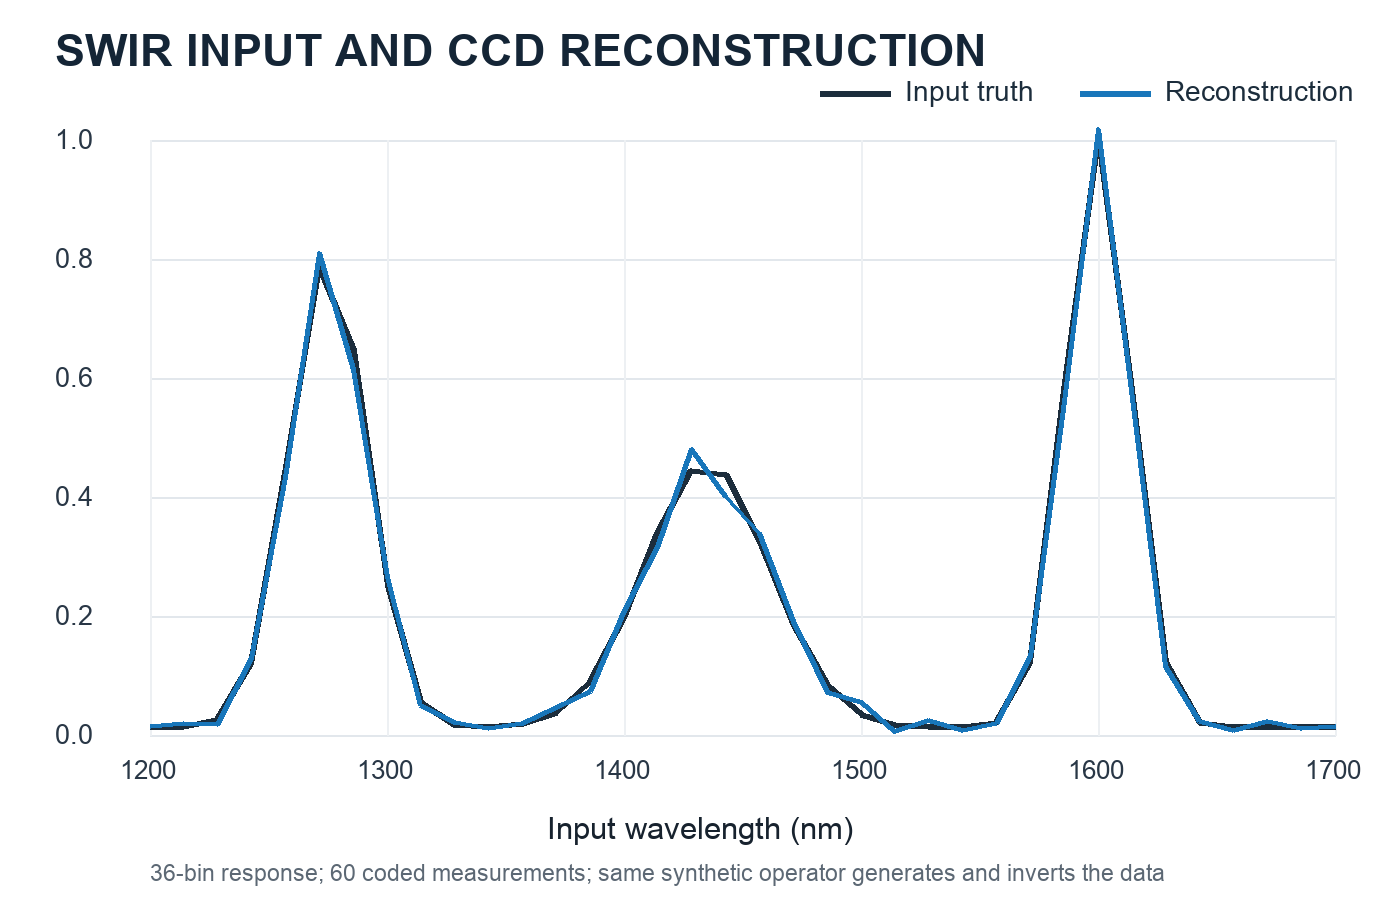 SWIR INPUT AND CCD RECONSTRUCTION
Input truth Reconstruction
1.0
0.8
0.6
0.4
0.2
0.0
1200 1300 1400 1500 1600 1700
Input wavelength (nm)
36-bin response; 60 coded measurements; same synthetic operator generates and inverts the data